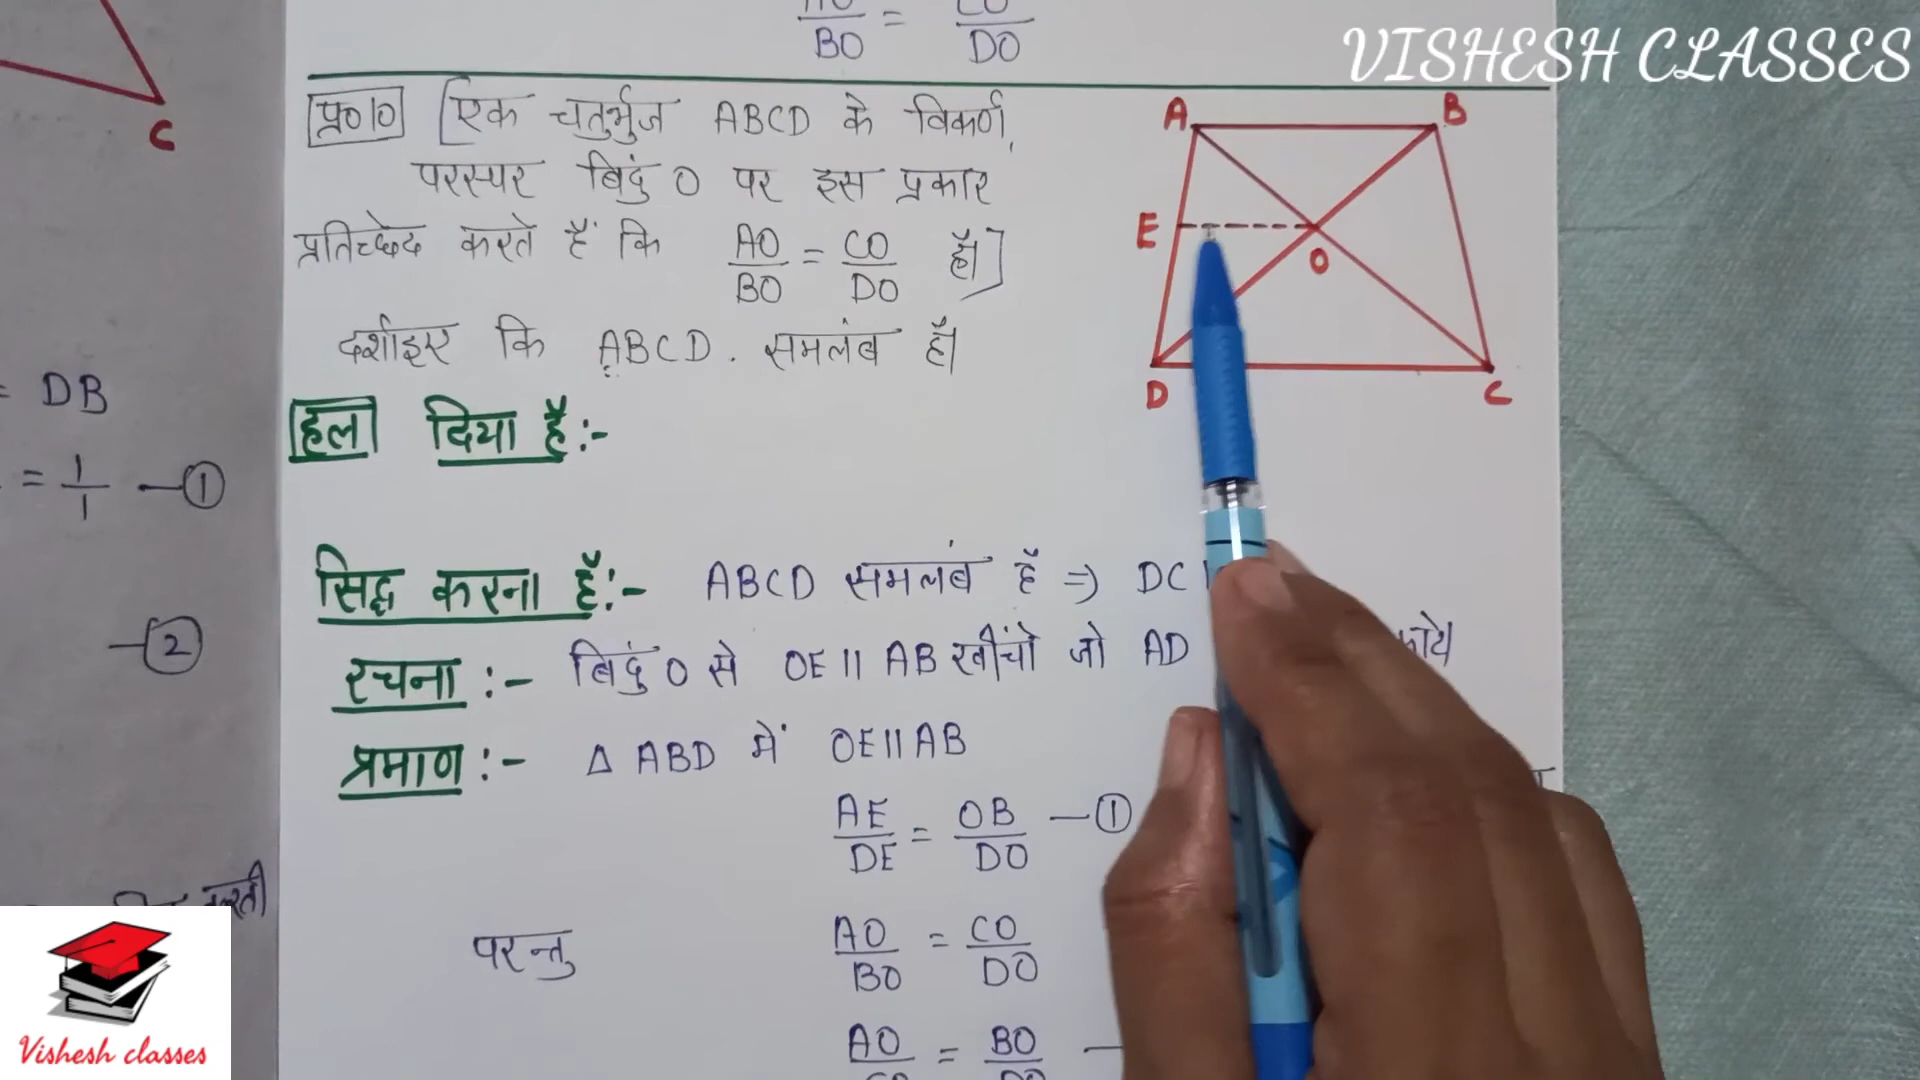 VISHESH CLASSES
BO = DO
C
प्र०10 [एक चतुर्भुज ABCD के विकर्ण
परस्पर बिंदु O पर इस प्रकार
प्रतिच्छेद करते हैं कि AO/BO = CO/DO है।]
दर्शाइए कि ABCD. समलंब है।
A
B
E
O
D
C
हल दिया है:-
= DB
= 1/1 —①
—②
सिद्ध करना है:- ABCD समलंब है ⇒ DC
रचना :- बिंदु O से OE || AB खींचो जो AD
प्रमाण :- Δ ABD में OE||AB
AE/DE = OB/DO —①
परन्तु AO/BO = CO/DO
AO = BO —
Vishesh classes